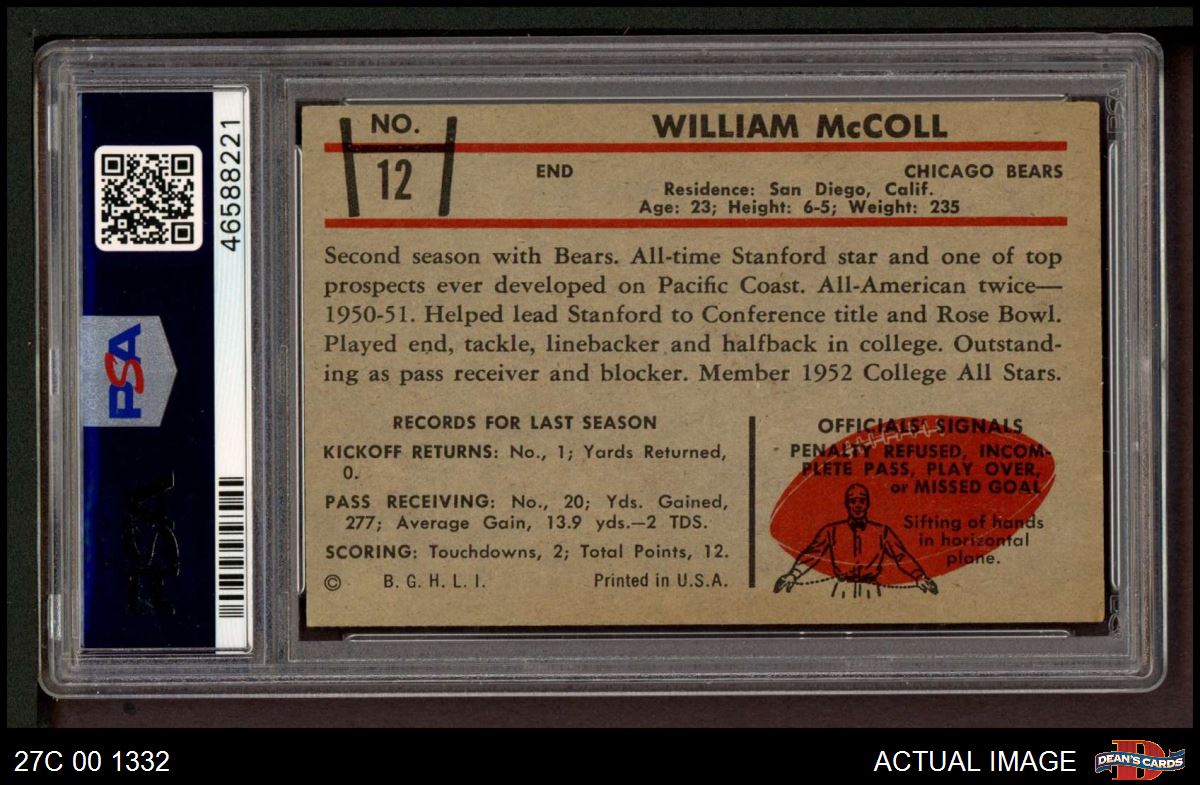 46588221
PSA
NO.
12
WILLIAM McCOLL
END
CHICAGO BEARS
Residence: San Diego, Calif.
Age: 23; Height: 6-5; Weight: 235
Second season with Bears. All-time Stanford star and one of top
prospects ever developed on Pacific Coast. All-American twice—
1950-51. Helped lead Stanford to Conference title and Rose Bowl.
Played end, tackle, linebacker and halfback in college. Outstand-
ing as pass receiver and blocker. Member 1952 College All Stars.
RECORDS FOR LAST SEASON
KICKOFF RETURNS: No., 1; Yards Returned,
0.
PASS RECEIVING: No., 20; Yds. Gained,
277; Average Gain, 13.9 yds.—2 TDS.
SCORING: Touchdowns, 2; Total Points, 12.
© B. G. H. L. I. Printed in U.S.A.
OFFICIALS' SIGNALS
PENALTY REFUSED, INCOM-
PLETE PASS, PLAY OVER,
or MISSED GOAL
Sifting of hands
in horizontal
plane.
PSA
27C 00 1332
ACTUAL IMAGE
DEAN'S CARDS